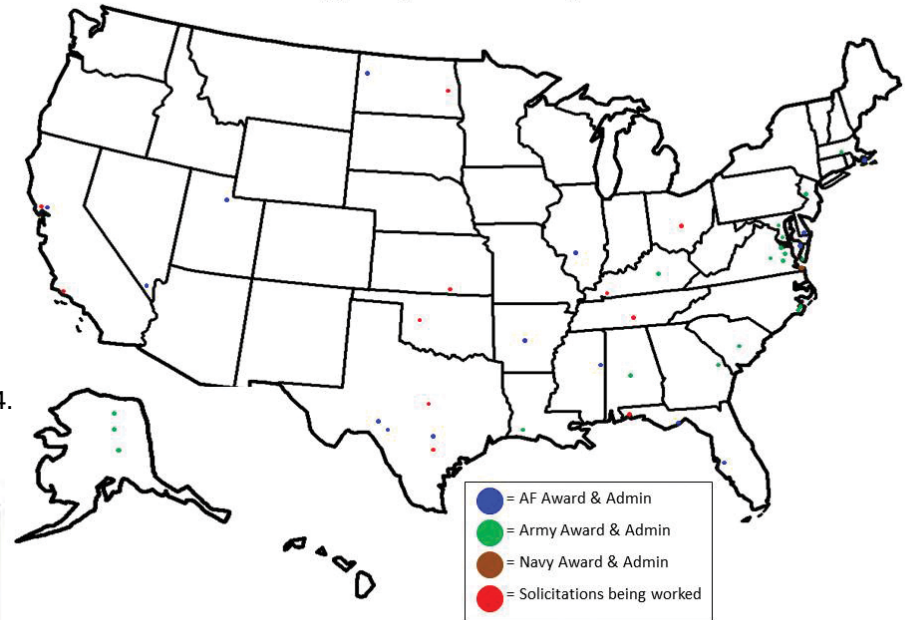 4.
= AF Award & Admin
= Army Award & Admin
= Navy Award & Admin
= Solicitations being worked